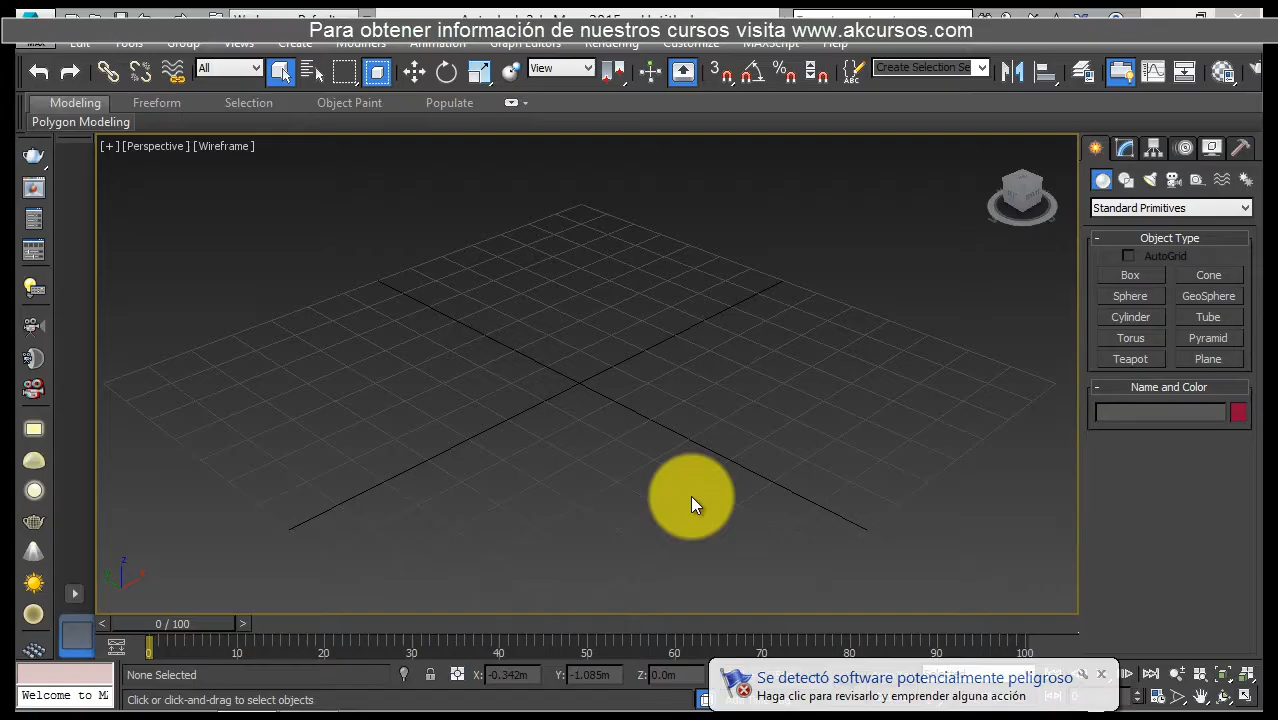 Para obtener información de nuestros cursos visita www.akcursos.com
Edit Tools Group Views Create Modifiers Animation Graph Editors Rendering Customize MAXScript Help
All
View
Create Selection Se
Modeling Freeform Selection Object Paint Populate
Polygon Modeling
[+] [Perspective ] [Wireframe ]
Standard Primitives
- Object Type
AutoGrid
Box Cone
Sphere GeoSphere
Cylinder Tube
Torus Pyramid
Teapot Plane
- Name and Color
z
x
< 0 / 100 >
0 10 20 30 40 50 60 70 80 90 100
None Selected
X: -0.342m Y: -1.085m Z: 0.0m
Welcome to M
Click or click-and-drag to select objects
Se detectó software potencialmente peligroso
Haga clic para revisarlo y emprender alguna acción